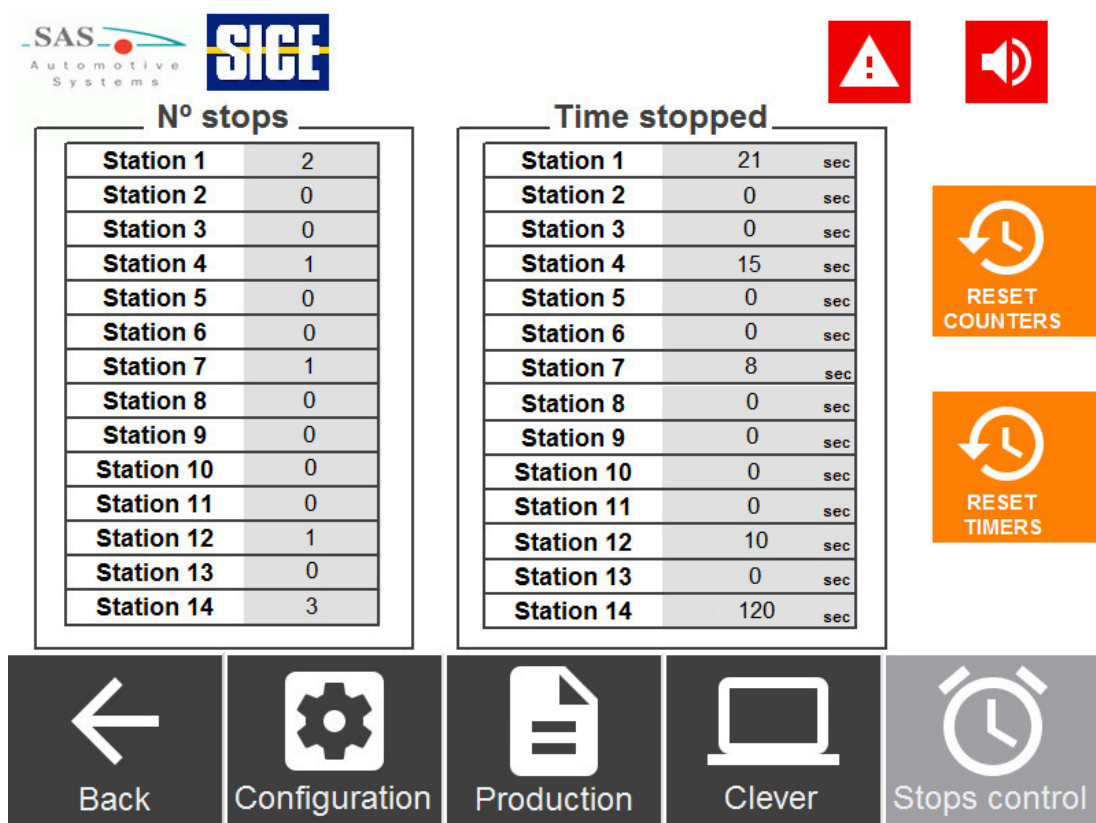 SAS
Automotive
Systems
SICE
Nº stops
Station 1 2
Station 2 0
Station 3 0
Station 4 1
Station 5 0
Station 6 0
Station 7 1
Station 8 0
Station 9 0
Station 10 0
Station 11 0
Station 12 1
Station 13 0
Station 14 3
Time stopped
Station 1 21 sec
Station 2 0 sec
Station 3 0 sec
Station 4 15 sec
Station 5 0 sec
Station 6 0 sec
Station 7 8 sec
Station 8 0 sec
Station 9 0 sec
Station 10 0 sec
Station 11 0 sec
Station 12 10 sec
Station 13 0 sec
Station 14 120 sec
RESET
COUNTERS
RESET
TIMERS
Back
Configuration
Production
Clever
Stops control